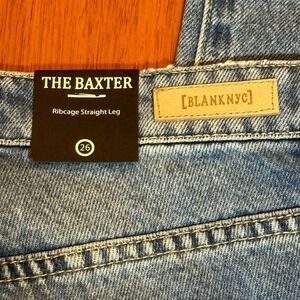 THE BAXTER
Ribcage Straight Leg
26
[BLANKNYC]